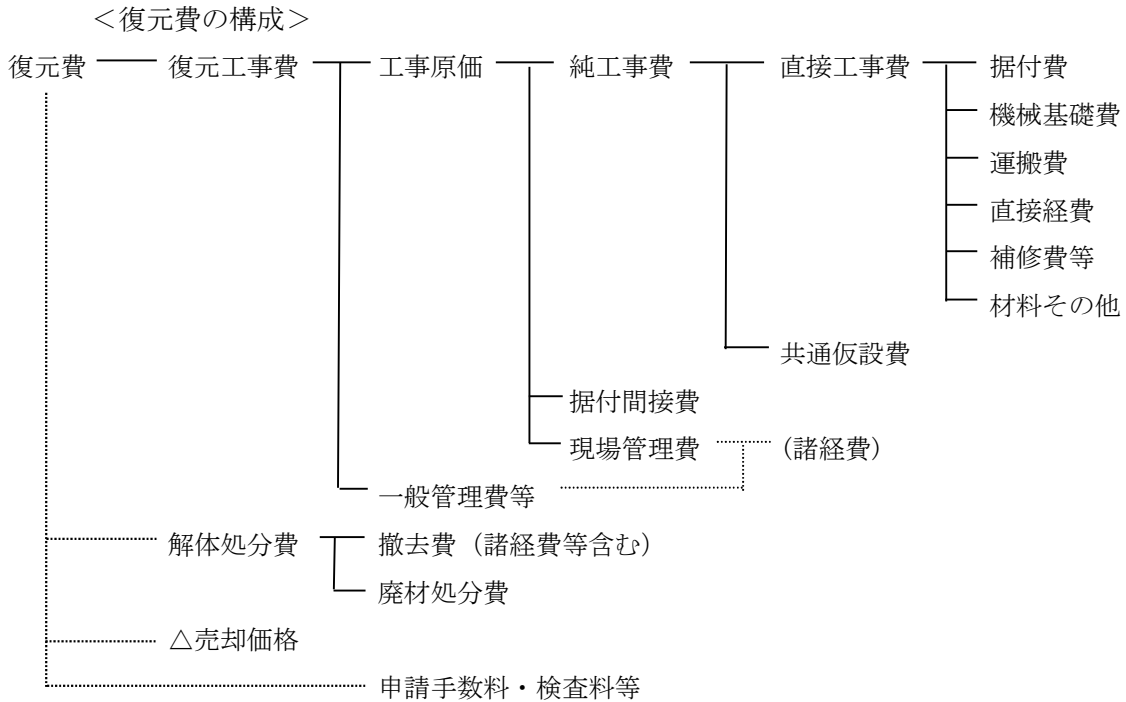 ＜復元費の構成＞
復元費 復元工事費 工事原価 純工事費 直接工事費 据付費
機械基礎費
運搬費
直接経費
補修費等
材料その他
共通仮設費
据付間接費
現場管理費 (諸経費)
一般管理費等
解体処分費 撤去費（諸経費等含む）
廃材処分費
△売却価格
申請手数料・検査料等